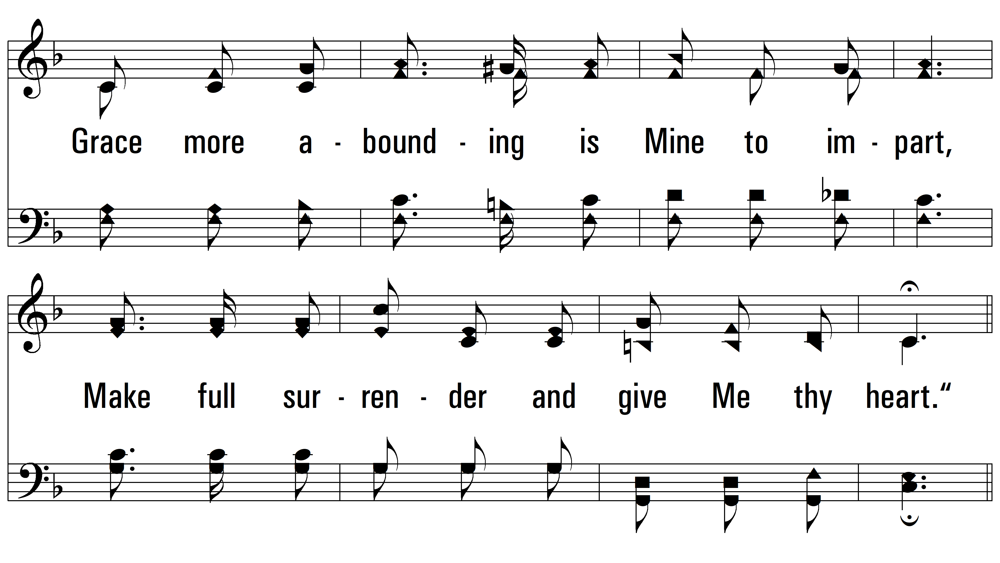 Grace more a - bound - ing is Mine to im - part,
Make full sur - ren - der and give Me thy heart.“